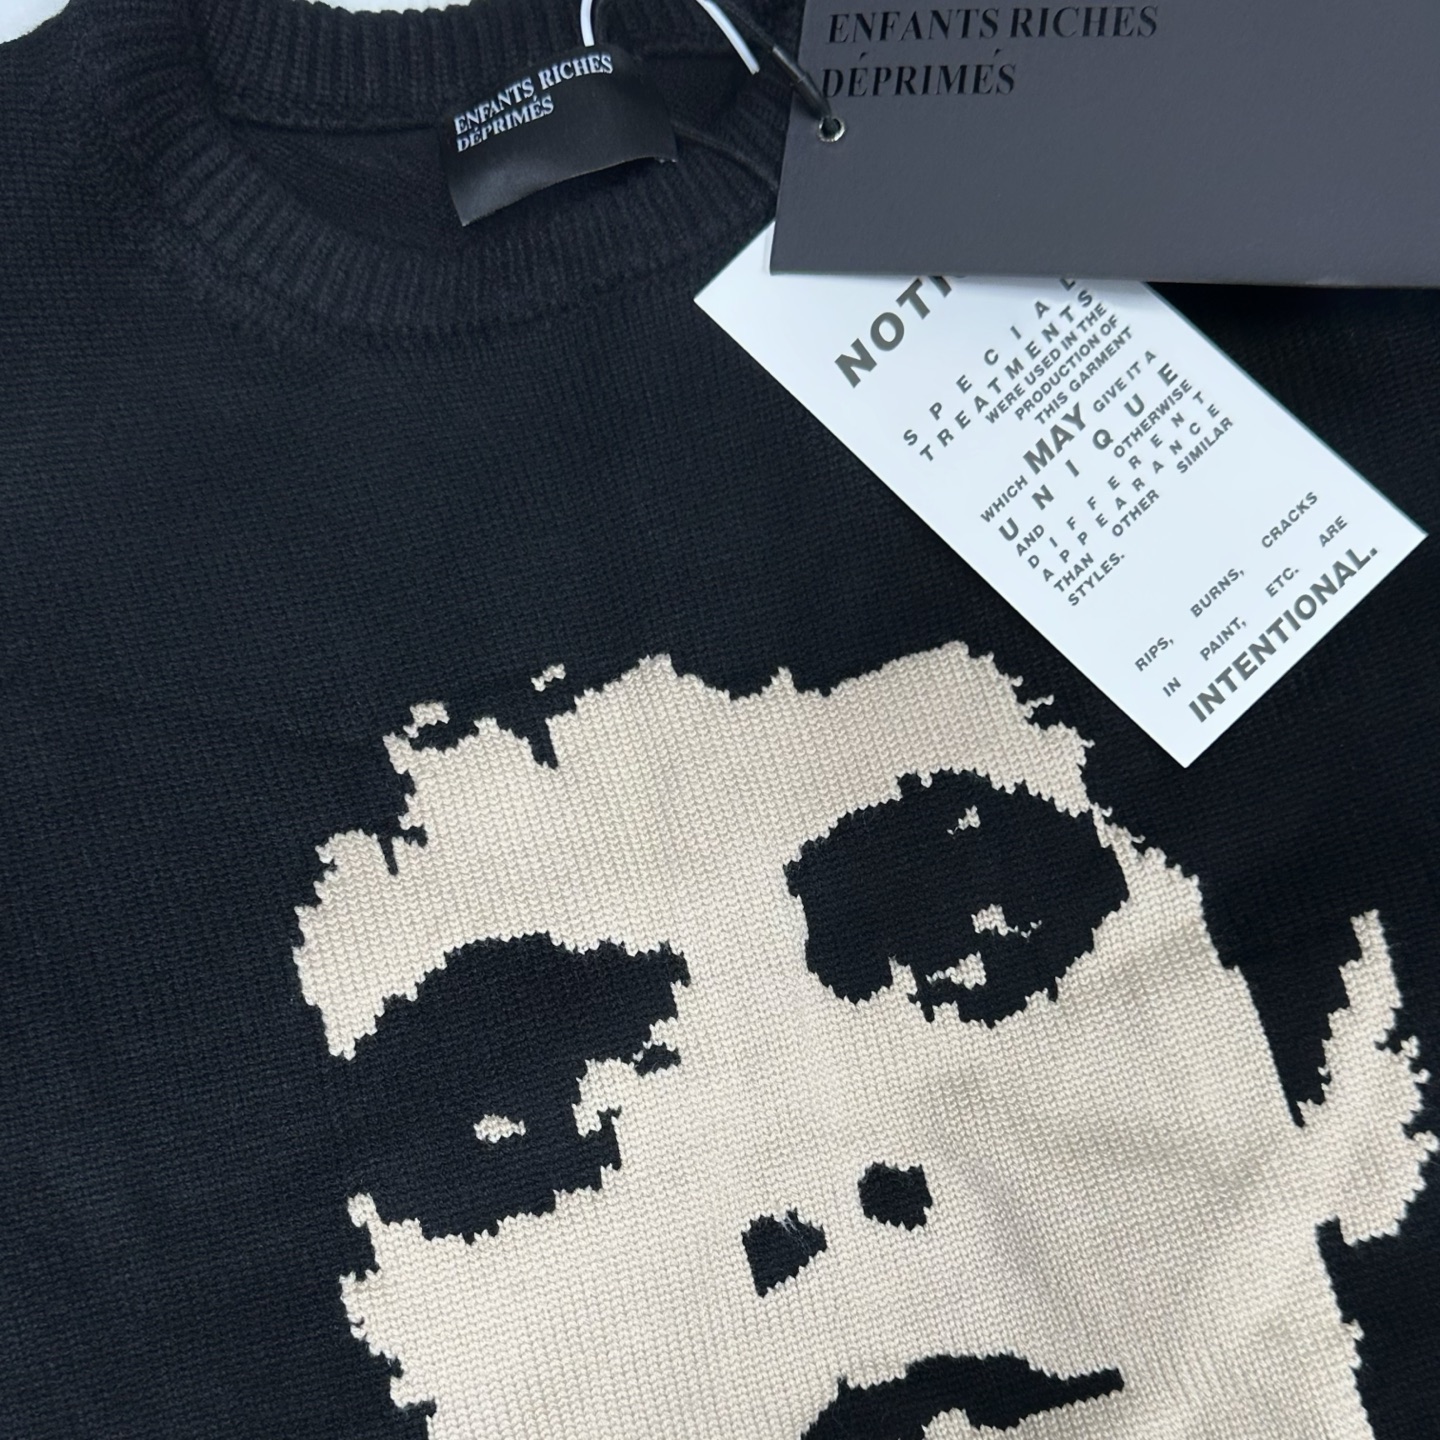 ENFANTS RICHES
DÉPRIMÉS
ENFANTS RICHES
DÉPRIMÉS
SPECIAL
TREATMENTS
WERE USED IN THE
PRODUCTION OF
THIS GARMENT
WHICH MAY GIVE IT A
UNIQUE
AND OTHERWISE
DIFFERENT
APPEARANCE
THAN OTHER SIMILAR
STYLES.
RIPS, BURNS, CRACKS
IN PAINT, ETC. ARE
INTENTIONAL.